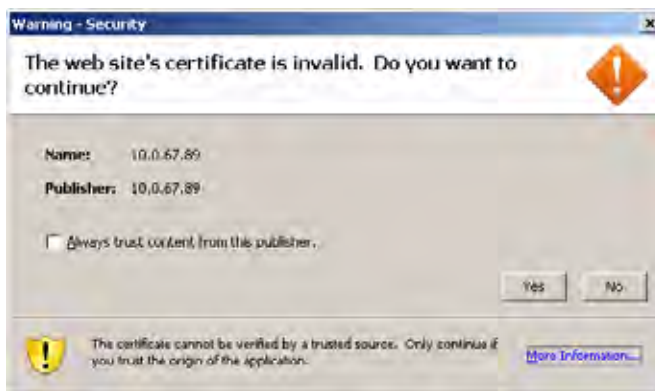 Warning - Security
The web site's certificate is invalid. Do you want to
continue?
Name: 10.0.67.89
Publisher: 10.0.67.89
Always trust content from this publisher.
Yes No
The certificate cannot be verified by a trusted source. Only continue if
you trust the origin of the application.
More Information...